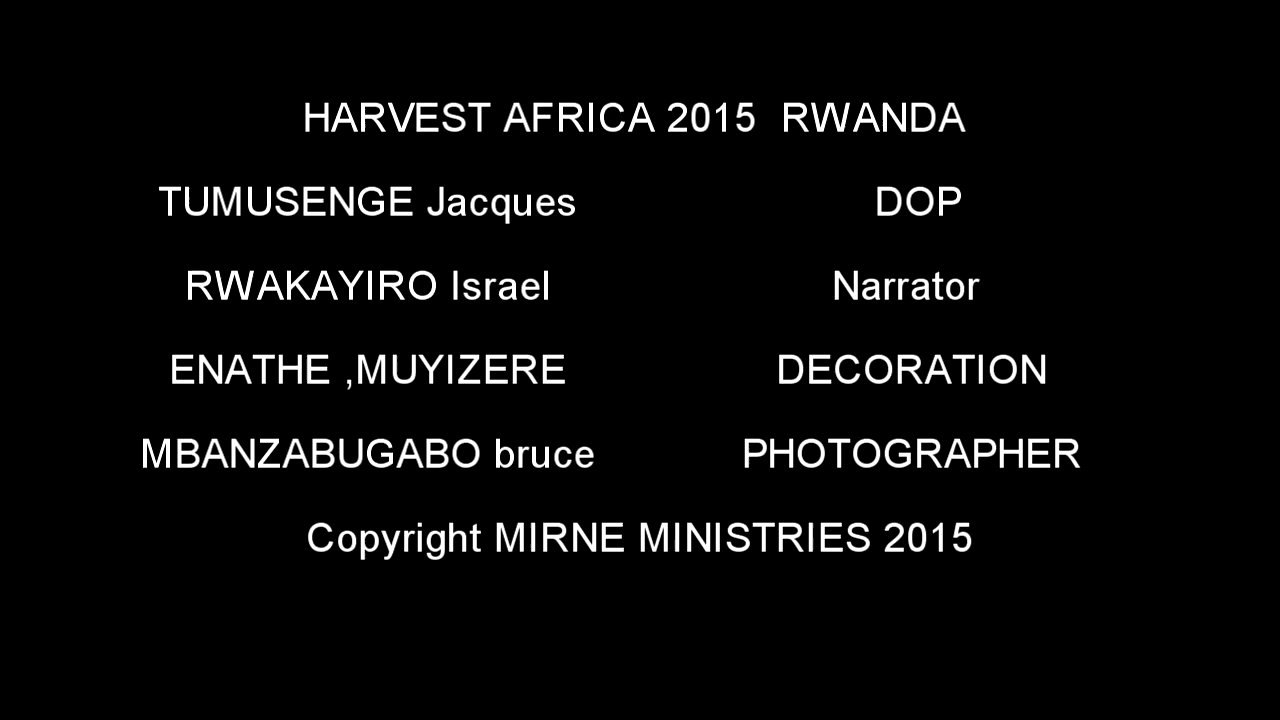 HARVEST AFRICA 2015  RWANDA
TUMUSENGE Jacques DOP
RWAKAYIRO Israel Narrator
ENATHE ,MUYIZERE DECORATION
MBANZABUGABO bruce PHOTOGRAPHER
Copyright MIRNE MINISTRIES 2015